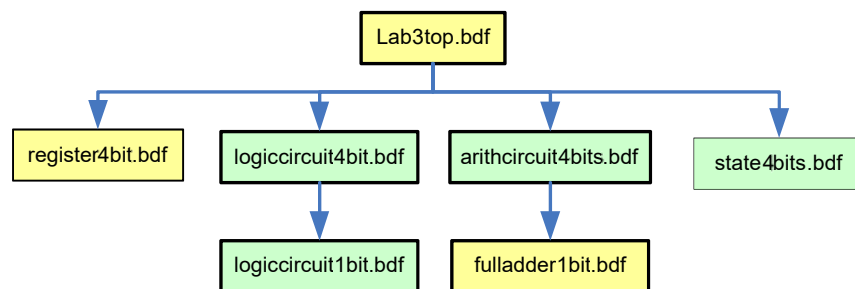 Lab3top.bdf
register4bit.bdf
logiccircuit4bit.bdf
arithcircuit4bits.bdf
state4bits.bdf
logiccircuit1bit.bdf
fulladder1bit.bdf